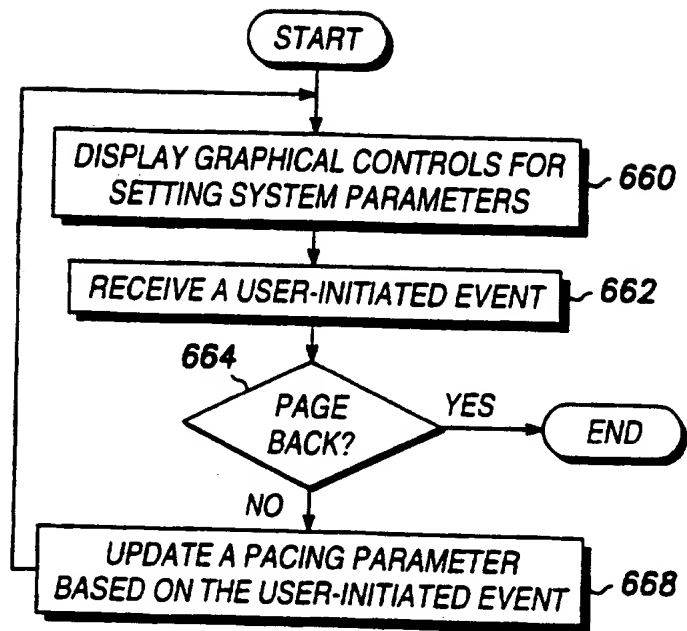 START
DISPLAY GRAPHICAL CONTROLS FOR
SETTING SYSTEM PARAMETERS
660
RECEIVE A USER-INITIATED EVENT
662
664
PAGE
BACK?
YES
END
NO
UPDATE A PACING PARAMETER
BASED ON THE USER-INITIATED EVENT
668